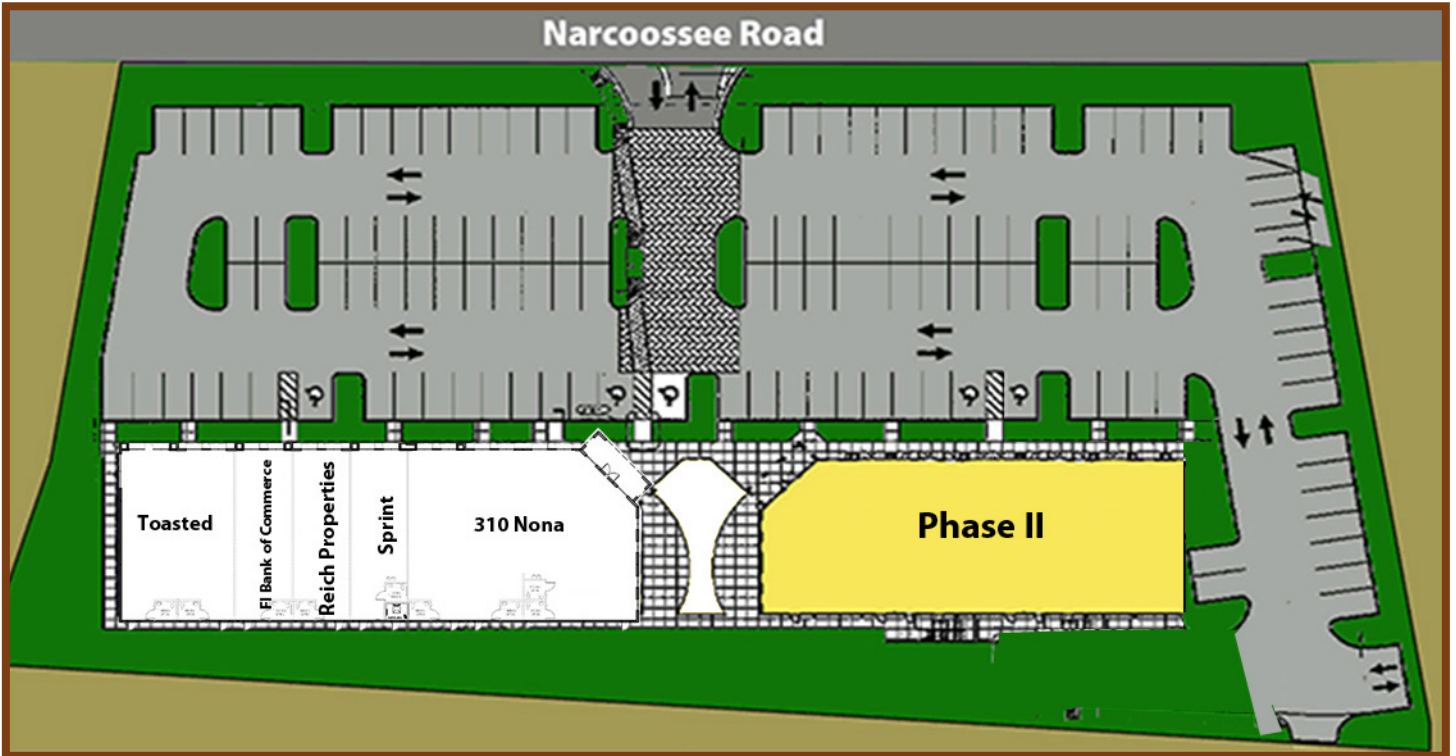 Narcoossee Road
Toasted
Fl Bank of Commerce
Reich Properties
Sprint
310 Nona
Phase II